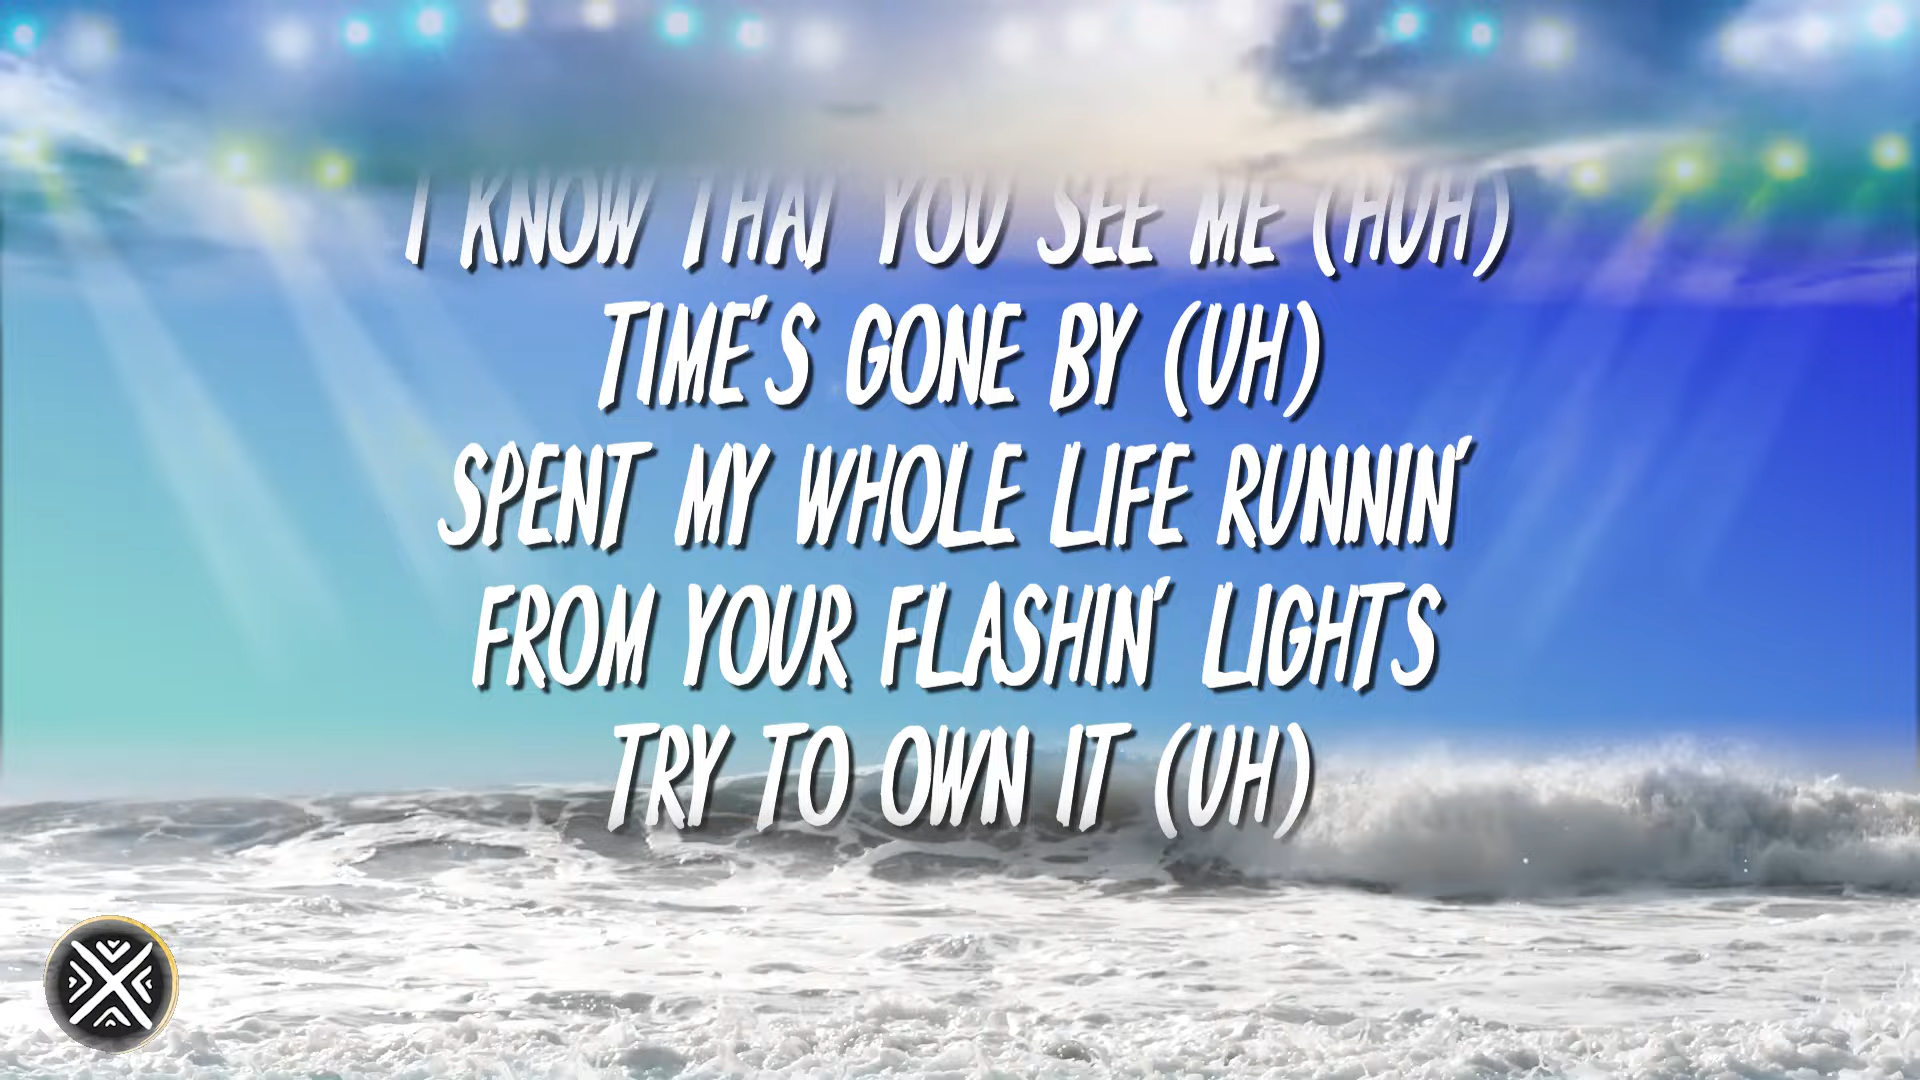 I KNOW THAT YOU SEE ME (HUH)
TIME'S GONE BY (UH)
SPENT MY WHOLE LIFE RUNNIN'
FROM YOUR FLASHIN' LIGHTS
TRY TO OWN IT (UH)